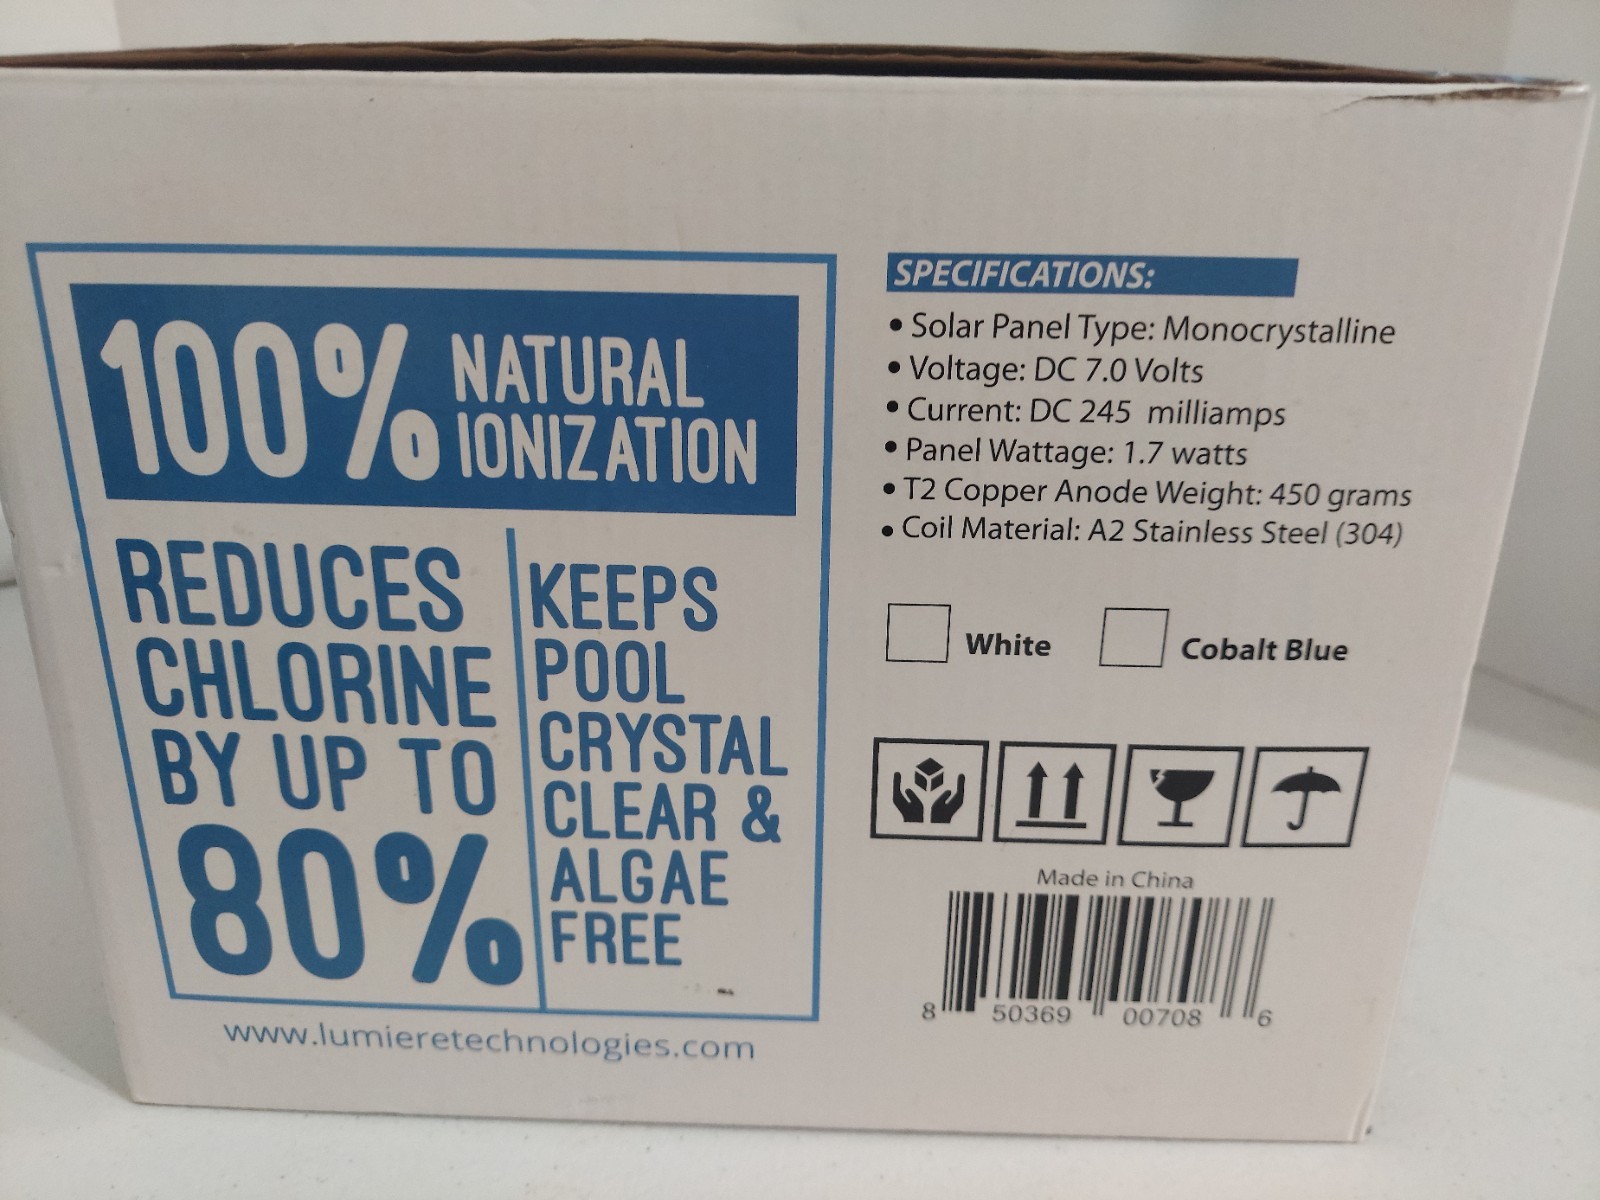 100% NATURAL
IONIZATION
REDUCES
CHLORINE
BY UP TO
80%
KEEPS
POOL
CRYSTAL
CLEAR &
ALGAE
FREE
www.lumieretechnologies.com
SPECIFICATIONS:
• Solar Panel Type: Monocrystalline
• Voltage: DC 7.0 Volts
• Current: DC 245 milliamps
• Panel Wattage: 1.7 watts
• T2 Copper Anode Weight: 450 grams
• Coil Material: A2 Stainless Steel (304)
White Cobalt Blue
Made in China
8 50369 00708 6